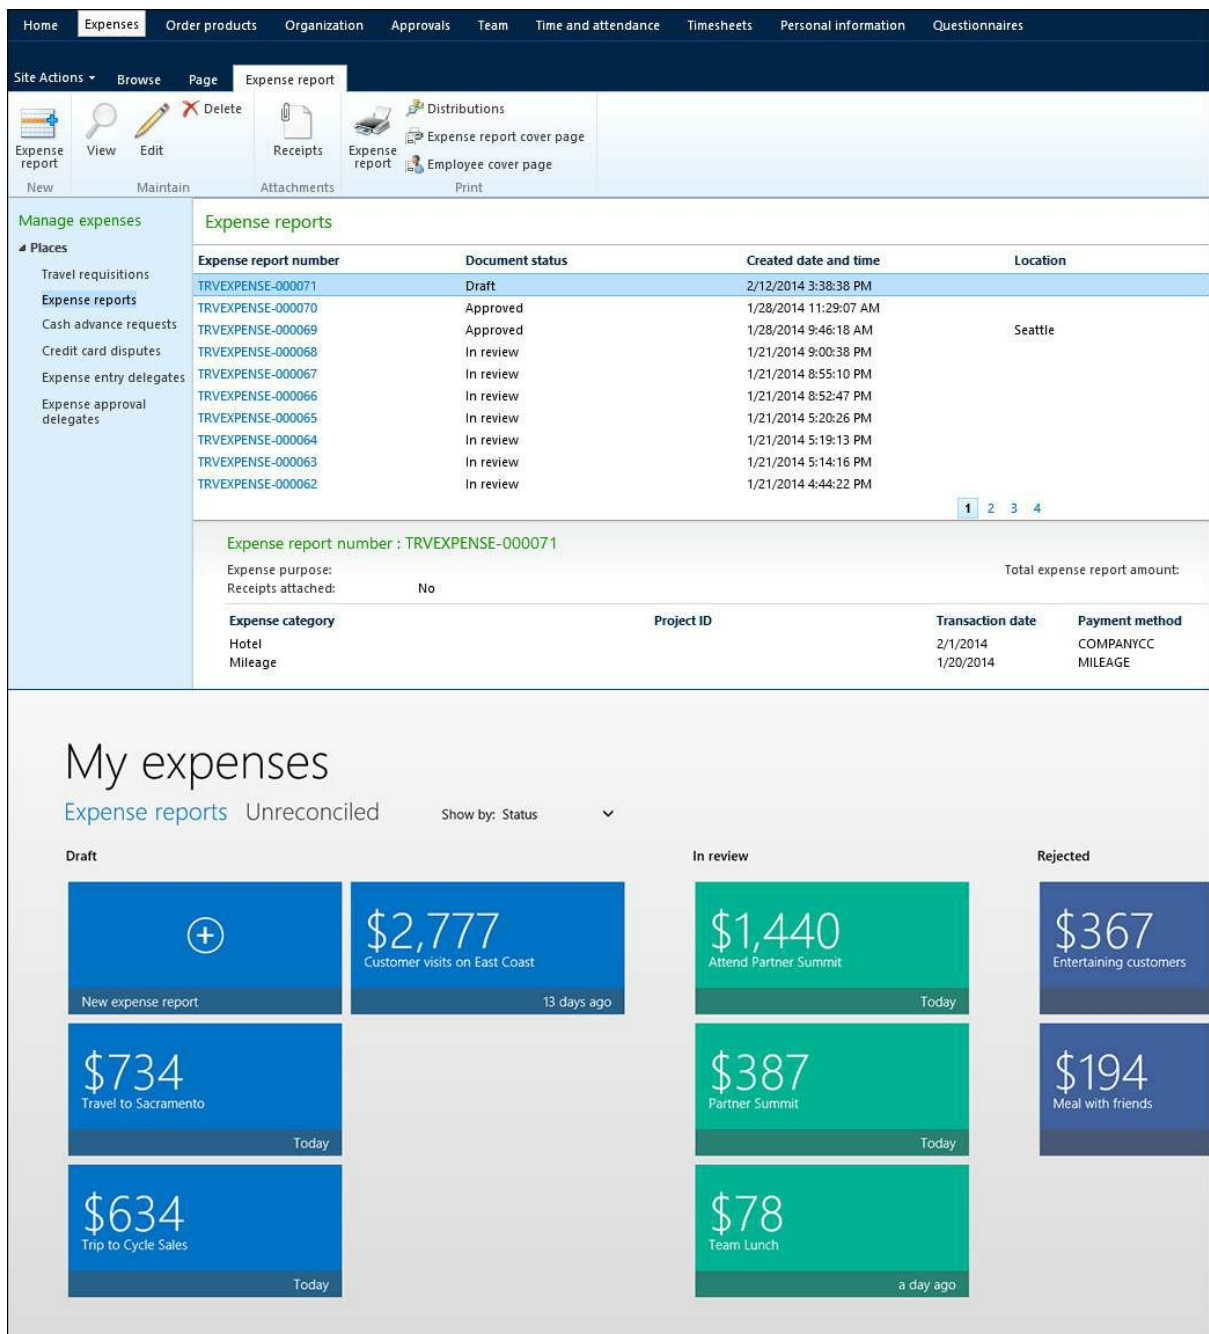 Home Expenses Order products Organization Approvals Team Time and attendance Timesheets Personal information Questionnaires
Site Actions Browse Page Expense report
Expense report
View
Edit
Delete
Receipts
Expense report
Distributions
Expense report cover page
Employee cover page
New Maintain Attachments Print
Manage expenses
Places
Travel requisitions
Expense reports
Cash advance requests
Credit card disputes
Expense entry delegates
Expense approval
delegates
Expense reports
Expense report number Document status Created date and time Location
TRVEXPENSE-000071 Draft 2/12/2014 3:38:38 PM
TRVEXPENSE-000070 Approved 1/28/2014 11:29:07 AM
TRVEXPENSE-000069 Approved 1/28/2014 9:46:18 AM Seattle
TRVEXPENSE-000068 In review 1/21/2014 9:00:38 PM
TRVEXPENSE-000067 In review 1/21/2014 8:55:10 PM
TRVEXPENSE-000066 In review 1/21/2014 8:52:47 PM
TRVEXPENSE-000065 In review 1/21/2014 5:20:26 PM
TRVEXPENSE-000064 In review 1/21/2014 5:19:13 PM
TRVEXPENSE-000063 In review 1/21/2014 5:14:16 PM
TRVEXPENSE-000062 In review 1/21/2014 4:44:22 PM
1 2 3 4
Expense report number : TRVEXPENSE-000071
Expense purpose: Total expense report amount:
Receipts attached: No
Expense category Project ID Transaction date Payment method
Hotel 2/1/2014 COMPANYCC
Mileage 1/20/2014 MILEAGE
My expenses
Expense reports Unreconciled Show by: Status
Draft
New expense report
$2,777
Customer visits on East Coast
13 days ago
$734
Travel to Sacramento
Today
$634
Trip to Cycle Sales
Today
In review
$1,440
Attend Partner Summit
Today
$387
Partner Summit
Today
$78
Team Lunch
a day ago
Rejected
$367
Entertaining customers
$194
Meal with friends